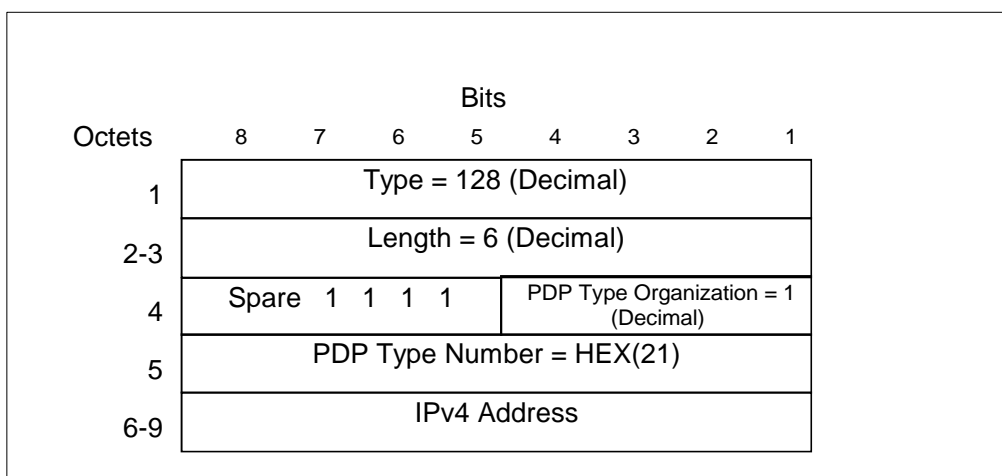 Bits
Octets 8 7 6 5 4 3 2 1
1 Type = 128 (Decimal)
2-3 Length = 6 (Decimal)
4 Spare 1 1 1 1 PDP Type Organization = 1
(Decimal)
5 PDP Type Number = HEX(21)
6-9 IPv4 Address